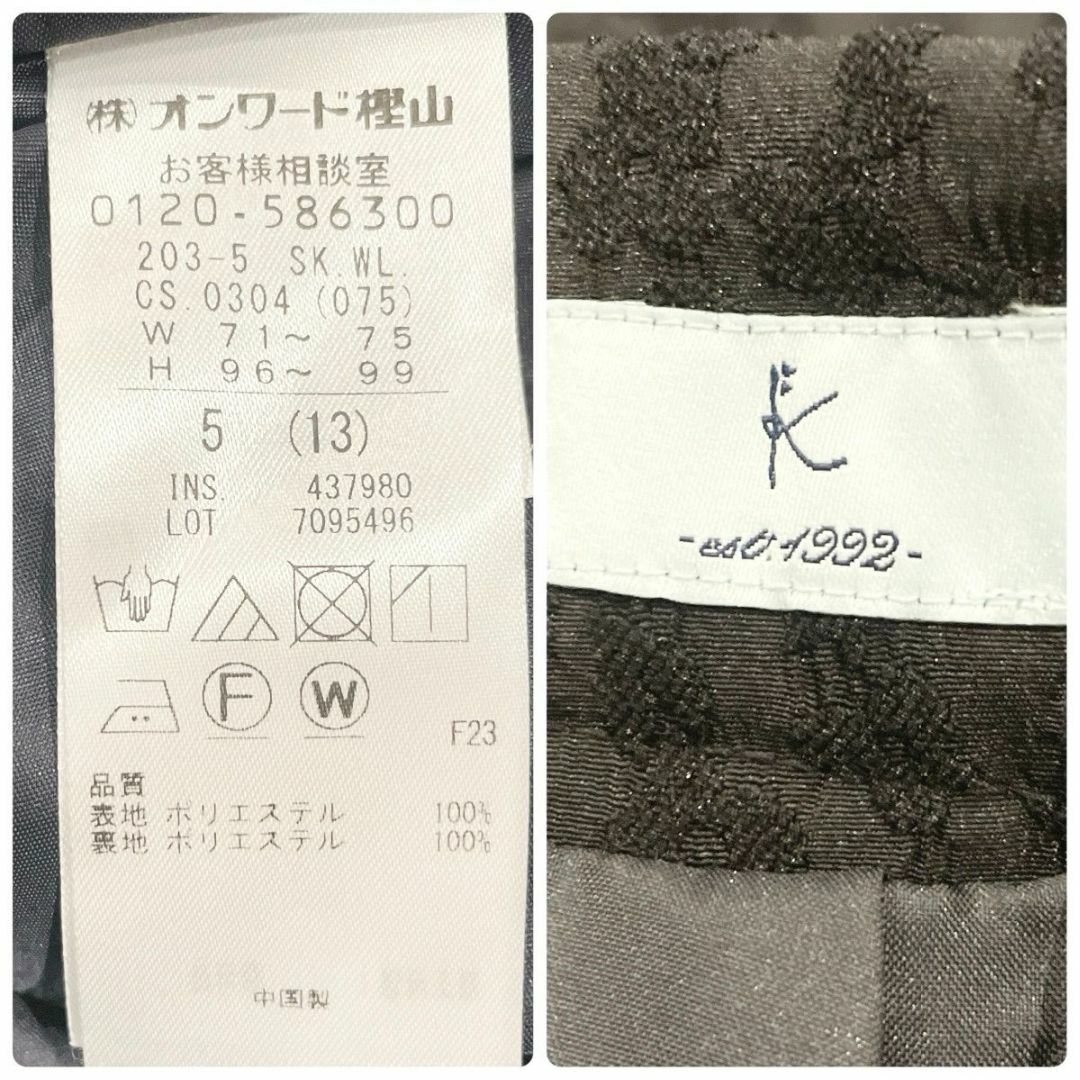 (株)オンワード樫山
お客様相談室
0120-586300
203-5 SK.WL.
CS.0304 (075)
W 71～ 75
H 96～ 99
5 (13)
INS. 437980
LOT 7095496
F W
F23
品質
表地 ポリエステル 100%
裏地 ポリエステル 100%
中国製
K
-est.1992-